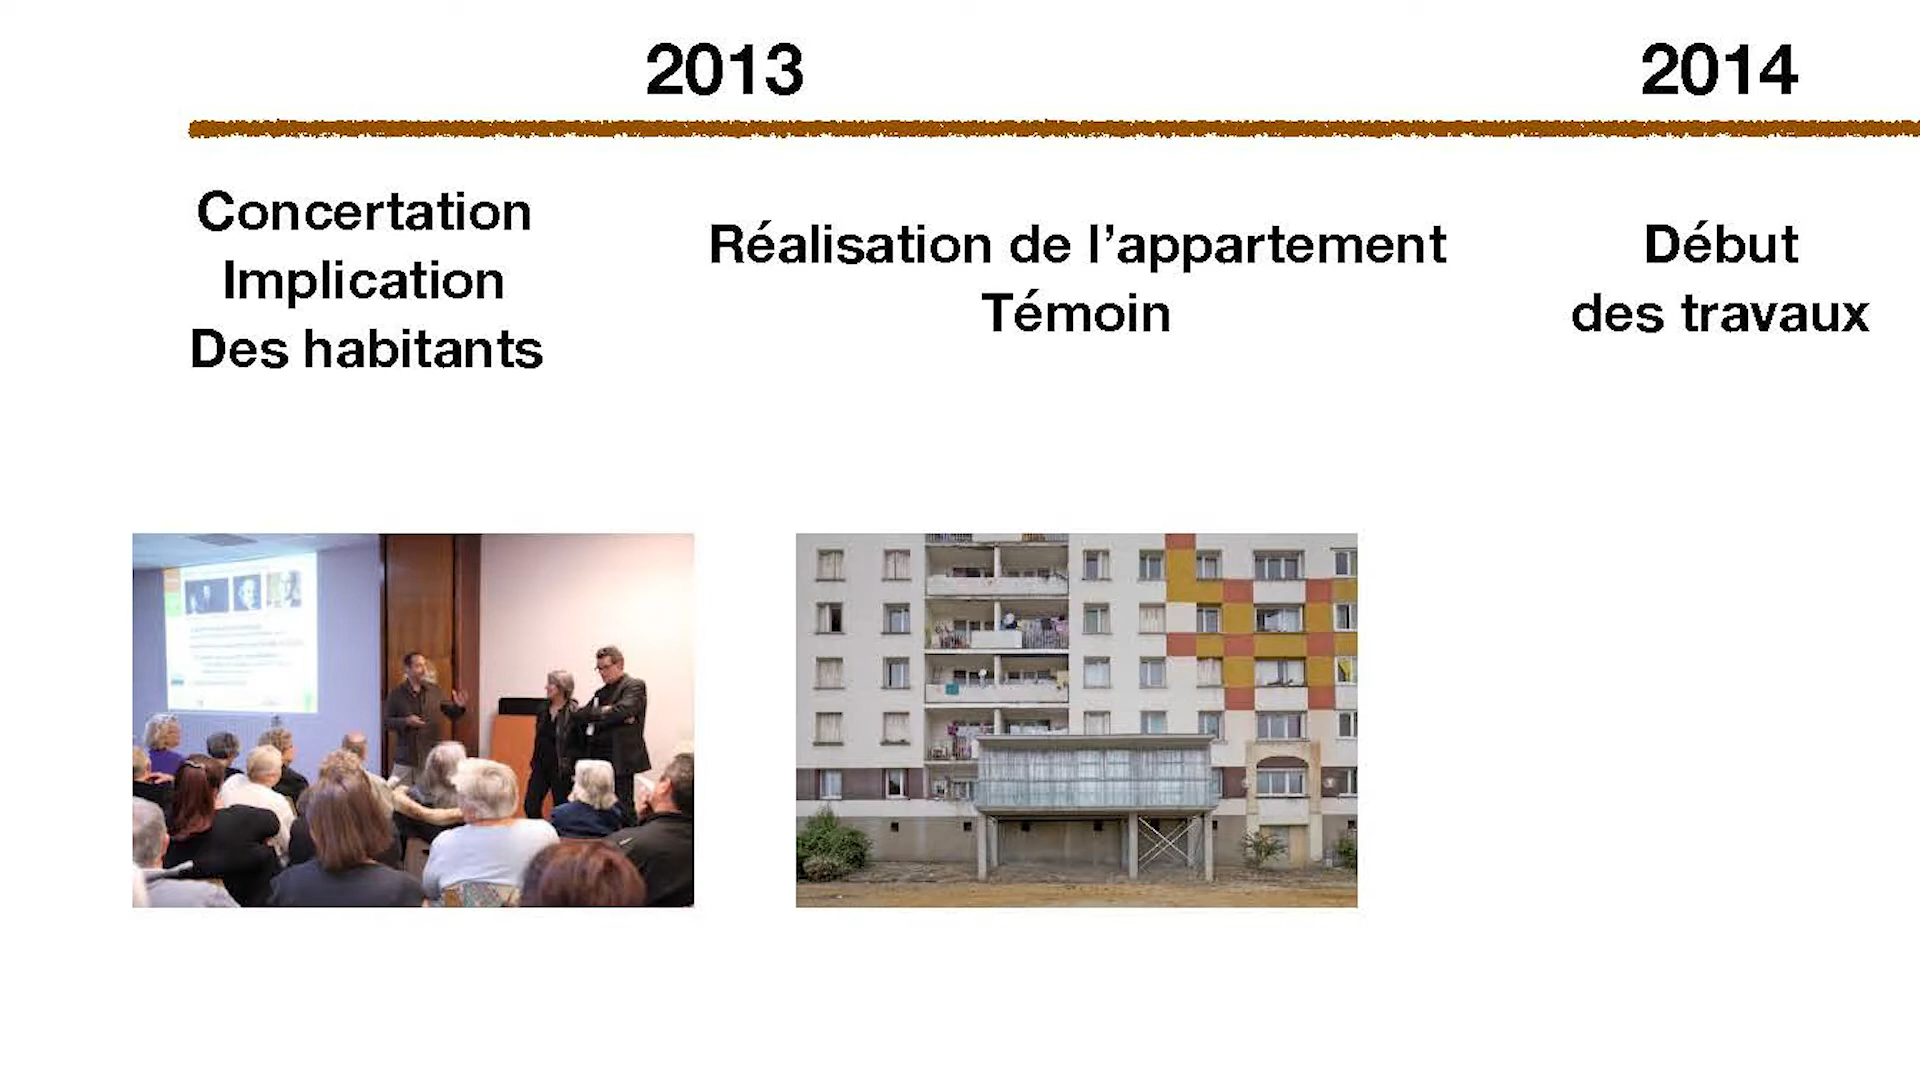 2013
2014
Concertation
Implication
Des habitants
Réalisation de l’appartement
Témoin
Début
des travaux